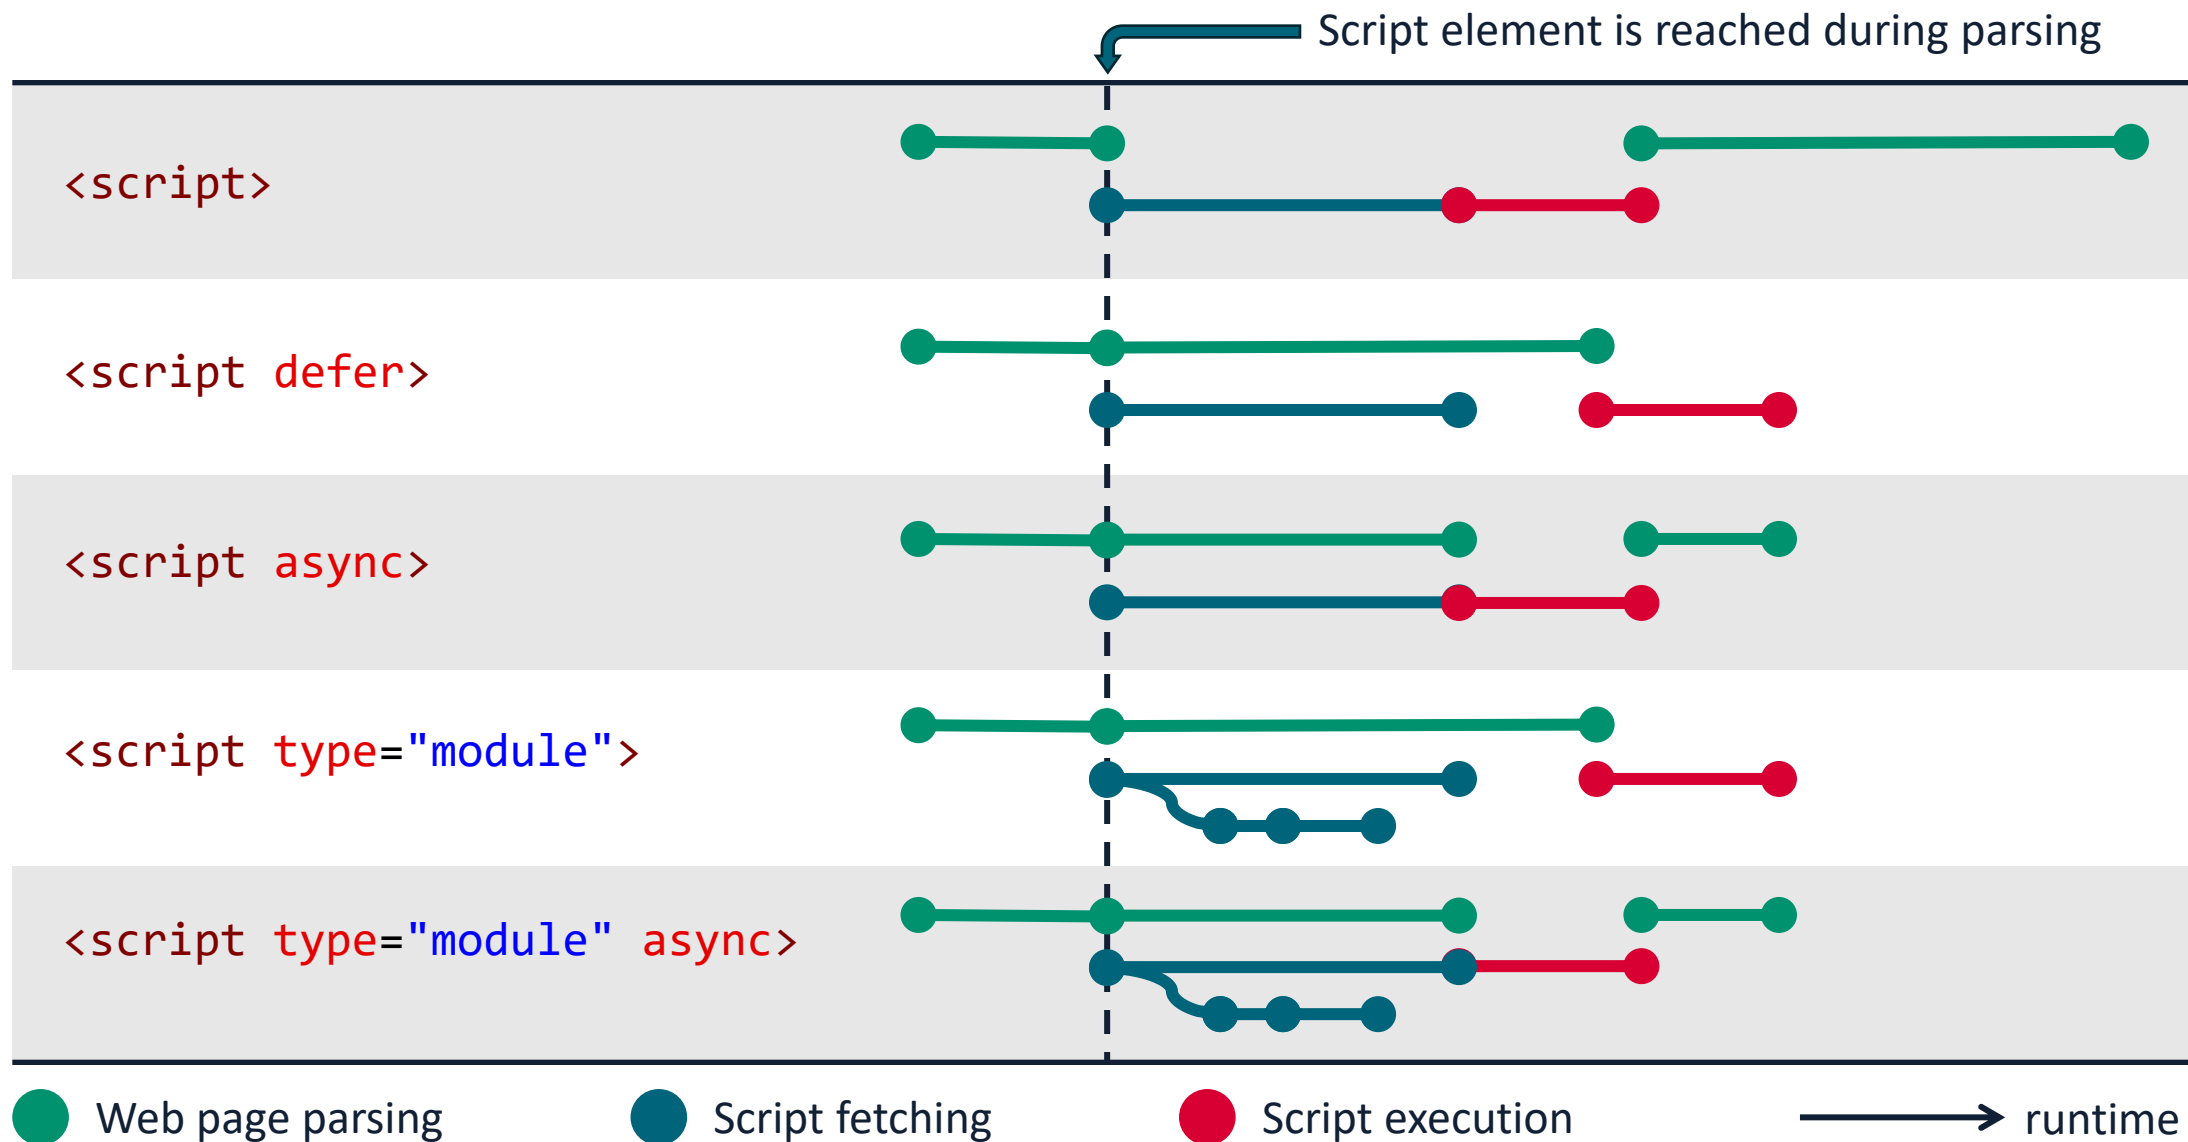 Script element is reached during parsing
<script>
<script defer>
<script async>
<script type="module">
<script type="module" async>
Web page parsing
Script fetching
Script execution
runtime